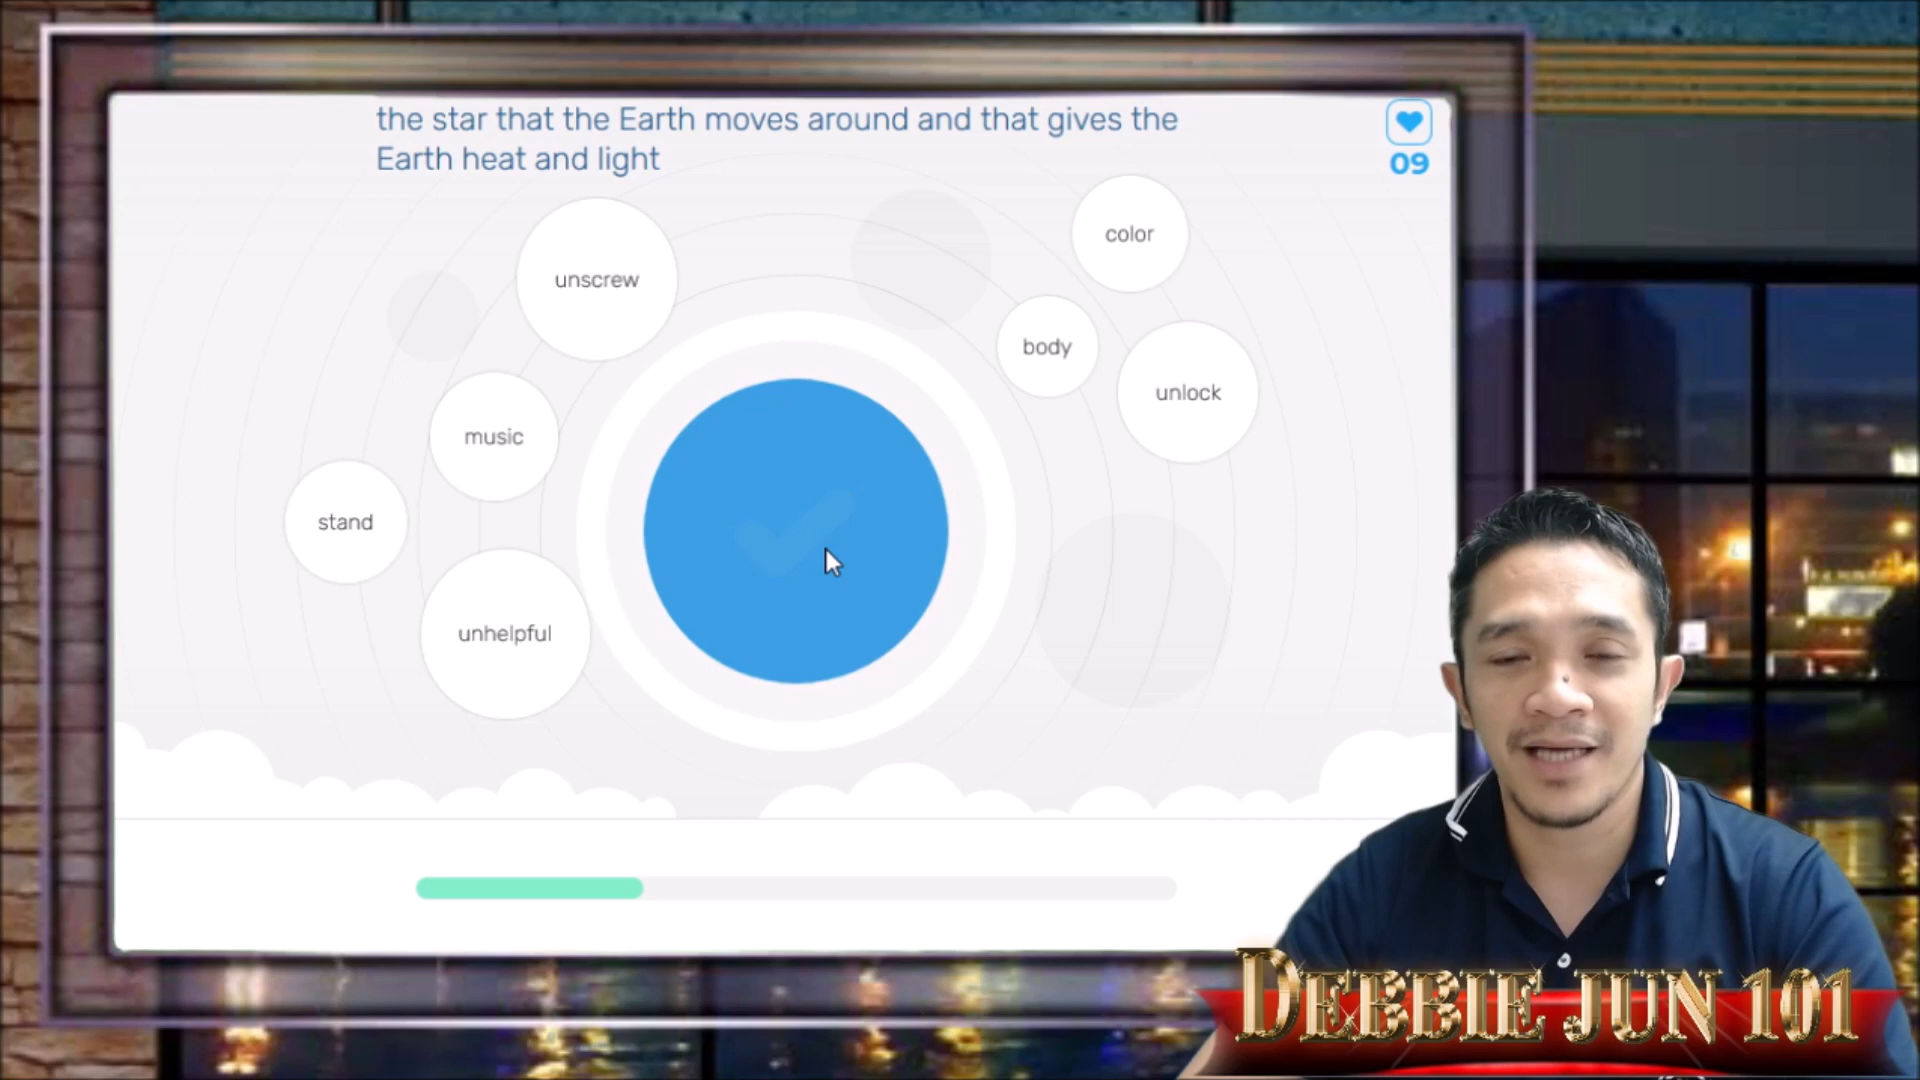 the star that the Earth moves around and that gives the
Earth heat and light
09
color
unscrew
body
unlock
music
stand
unhelpful
DEBBIE JUN 101